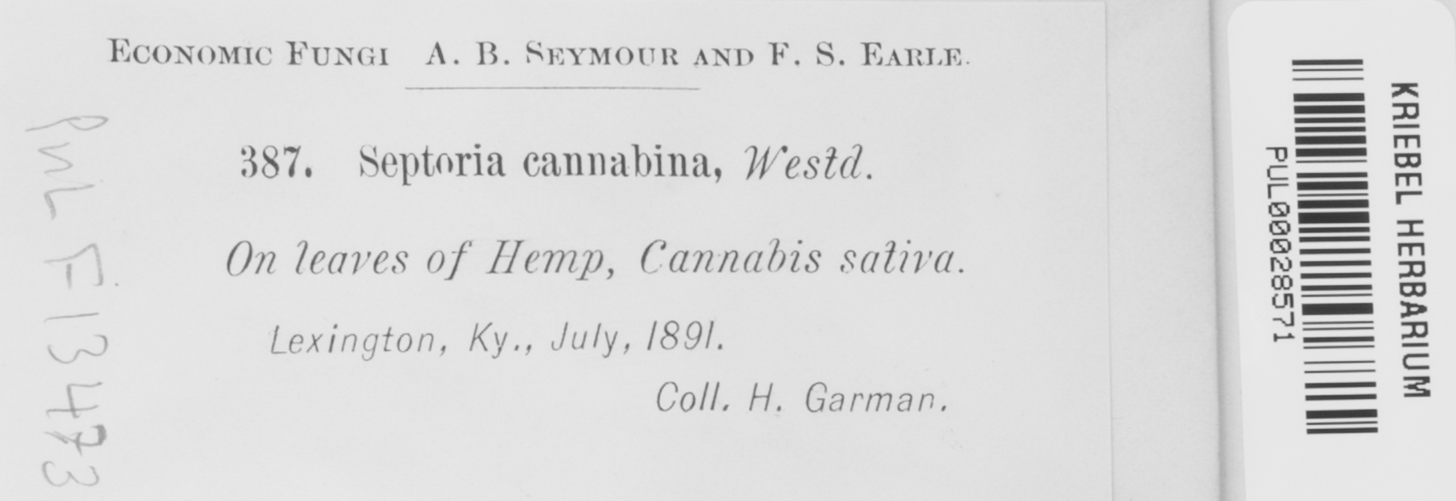 ECONOMIC FUNGI A. B. SEYMOUR AND F. S. EARLE.
387. Septoria cannabina, Westd.
On leaves of Hemp, Cannabis sativa.
Lexington, Ky., July, 1891.
Coll. H. Garman.
PUL F13473
KRIEBEL HERBARIUM
PUL00028571